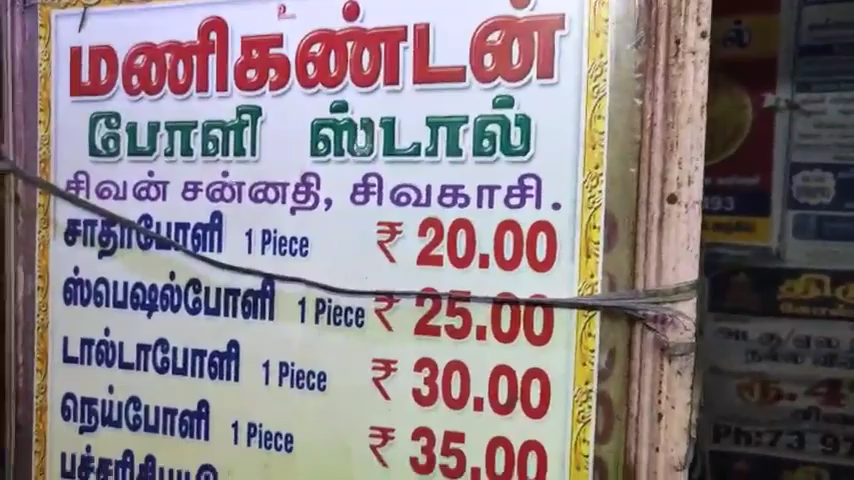 மணிகண்டன்
போளி ஸ்டால்
சிவன் சன்னதி, சிவகாசி.
சாதாபோளி 1 Piece ₹ 20.00
ஸ்பெஷல்போளி 1 Piece ₹ 25.00
டால்டாபோளி 1 Piece ₹ 30.00
நெய்போளி 1 Piece ₹ 35.00